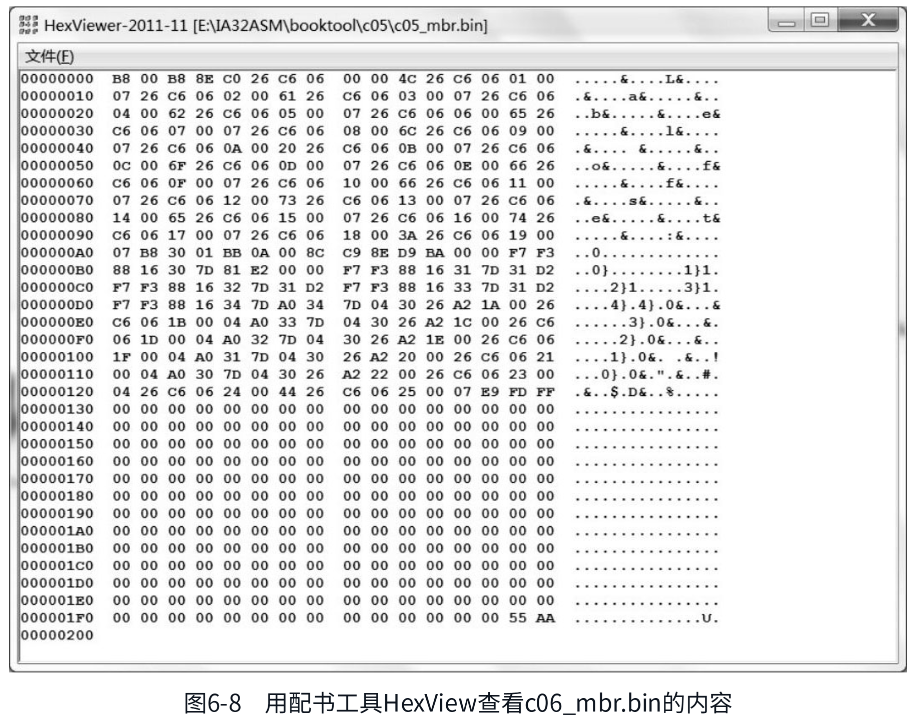 HexViewer-2011-11 [E:\IA32ASM\booktool\c05\c05_mbr.bin]
文件(F)
00000000 B8 00 B8 8E C0 26 C6 06 00 00 4C 26 C6 06 01 00 .....&....L&....
00000010 07 26 C6 06 02 00 61 26 C6 06 03 00 07 26 C6 06 .&....a&.....&..
00000020 04 00 62 26 C6 06 05 00 07 26 C6 06 06 00 65 26 ..b&.....&....e&
00000030 C6 06 07 00 07 26 C6 06 08 00 6C 26 C6 06 09 00 .....&....l&....
00000040 07 26 C6 06 0A 00 20 26 C6 06 0B 00 07 26 C6 06 .&.... &.....&..
00000050 0C 00 6F 26 C6 06 0D 00 07 26 C6 06 0E 00 66 26 ..o&.....&....f&
00000060 C6 06 0F 00 07 26 C6 06 10 00 66 26 C6 06 11 00 .....&....f&....
00000070 07 26 C6 06 12 00 73 26 C6 06 13 00 07 26 C6 06 .&....s&.....&..
00000080 14 00 65 26 C6 06 15 00 07 26 C6 06 16 00 74 26 ..e&.....&....t&
00000090 C6 06 17 00 07 26 C6 06 18 00 3A 26 C6 06 19 00 .....&....:&....
000000A0 07 B8 30 01 BB 0A 00 8C C9 8E D9 BA 00 00 F7 F3 ..0.............
000000B0 88 16 30 7D 81 E2 00 00 F7 F3 88 16 31 7D 31 D2 ..0}........1}1.
000000C0 F7 F3 88 16 32 7D 31 D2 F7 F3 88 16 33 7D 31 D2 ....2}1.....3}1.
000000D0 F7 F3 88 16 34 7D A0 34 7D 04 30 26 A2 1A 00 26 ....4}.4}.0&...&
000000E0 C6 06 1B 00 04 A0 33 7D 04 30 26 A2 1C 00 26 C6 ......3}.0&...&.
000000F0 06 1D 00 04 A0 32 7D 04 30 26 A2 1E 00 26 C6 06 .....2}.0&...&..
00000100 1F 00 04 A0 31 7D 04 30 26 A2 20 00 26 C6 06 21 ....1}.0&. .&..!
00000110 00 04 A0 30 7D 04 30 26 A2 22 00 26 C6 06 23 00 ...0}.0&.".&..#.
00000120 04 26 C6 06 24 00 44 26 C6 06 25 00 07 E9 FD FF .&..$.D&..%.....
00000130 00 00 00 00 00 00 00 00 00 00 00 00 00 00 00 00 ................
00000140 00 00 00 00 00 00 00 00 00 00 00 00 00 00 00 00 ................
00000150 00 00 00 00 00 00 00 00 00 00 00 00 00 00 00 00 ................
00000160 00 00 00 00 00 00 00 00 00 00 00 00 00 00 00 00 ................
00000170 00 00 00 00 00 00 00 00 00 00 00 00 00 00 00 00 ................
00000180 00 00 00 00 00 00 00 00 00 00 00 00 00 00 00 00 ................
00000190 00 00 00 00 00 00 00 00 00 00 00 00 00 00 00 00 ................
000001A0 00 00 00 00 00 00 00 00 00 00 00 00 00 00 00 00 ................
000001B0 00 00 00 00 00 00 00 00 00 00 00 00 00 00 00 00 ................
000001C0 00 00 00 00 00 00 00 00 00 00 00 00 00 00 00 00 ................
000001D0 00 00 00 00 00 00 00 00 00 00 00 00 00 00 00 00 ................
000001E0 00 00 00 00 00 00 00 00 00 00 00 00 00 00 00 00 ................
000001F0 00 00 00 00 00 00 00 00 00 00 00 00 00 00 55 AA ..............U.
00000200
图6-8 用配书工具HexView查看c06_mbr.bin的内容